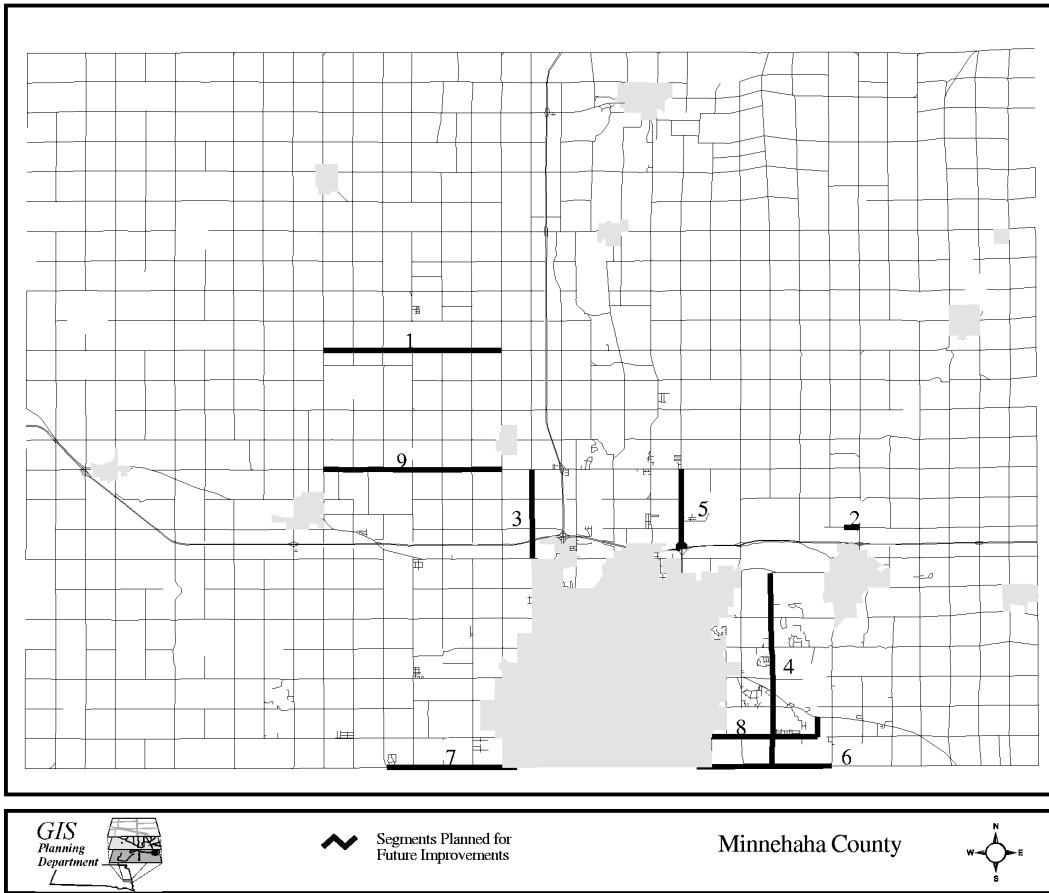 1
9
3
5
2
4
8
7
6
GIS
Planning
Department
Segments Planned for
Future Improvements
Minnehaha County
N
W E
S